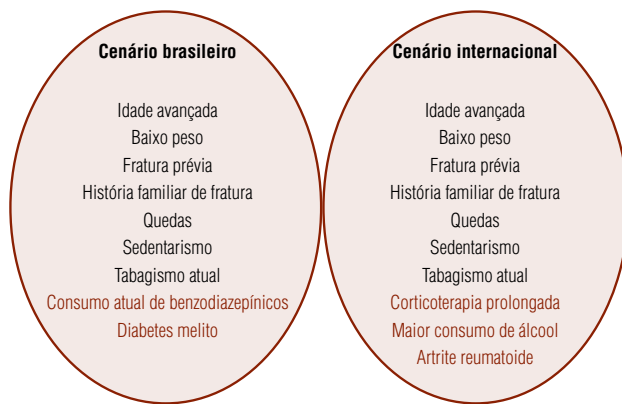 Cenário brasileiro
Idade avançada
Baixo peso
Fratura prévia
História familiar de fratura
Quedas
Sedentarismo
Tabagismo atual
Consumo atual de benzodiazepínicos
Diabetes melito
Cenário internacional
Idade avançada
Baixo peso
Fratura prévia
História familiar de fratura
Quedas
Sedentarismo
Tabagismo atual
Corticoterapia prolongada
Maior consumo de álcool
Artrite reumatoide